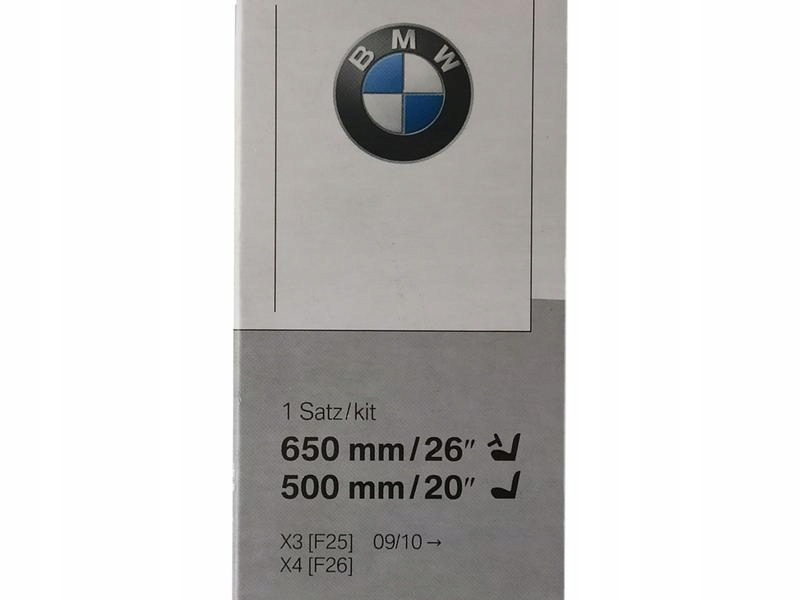 BMW
1 Satz/kit
650 mm/26″
500 mm/20″
X3 [F25] 09/10→
X4 [F26]